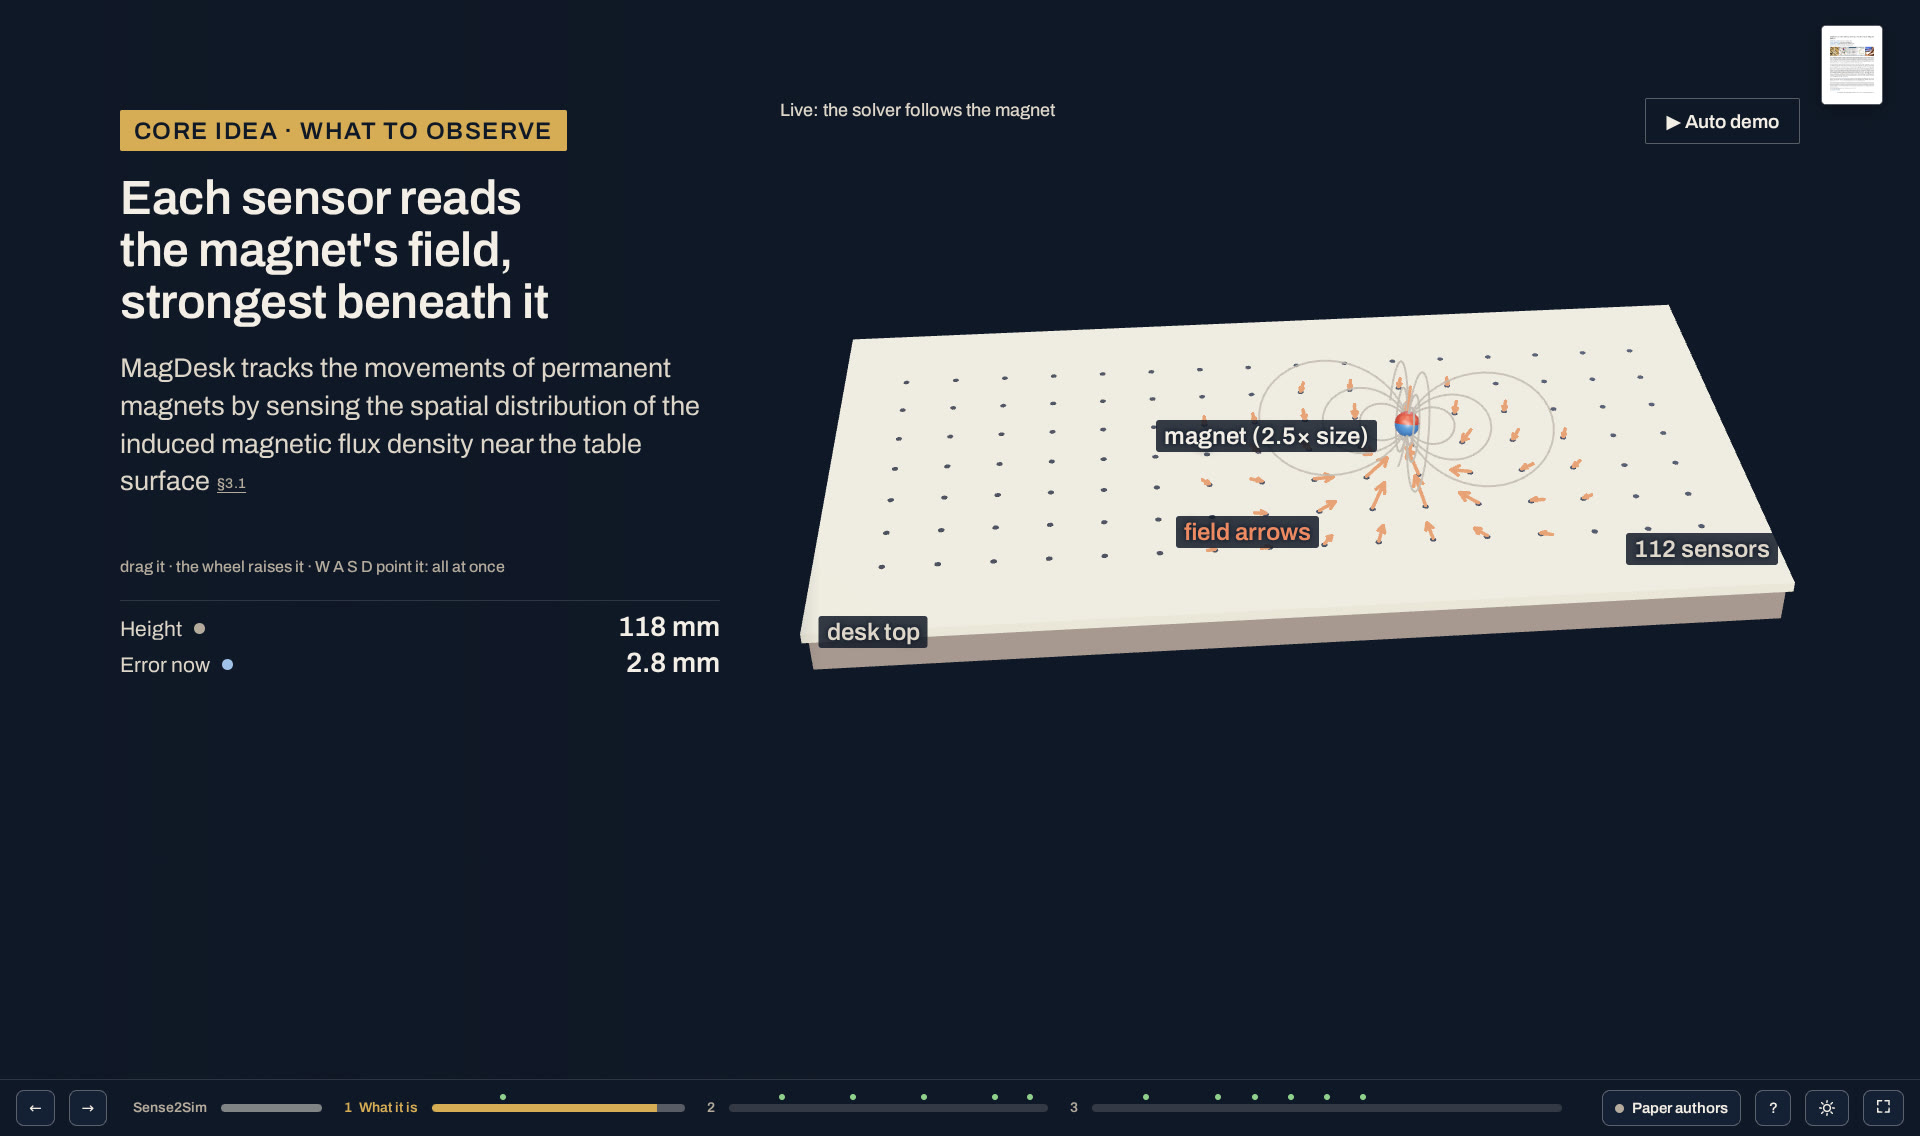 CORE IDEA · WHAT TO OBSERVE
Each sensor reads
the magnet's field,
strongest beneath it
MagDesk tracks the movements of permanent
magnets by sensing the spatial distribution of the
induced magnetic flux density near the table
surface §3.1
drag it · the wheel raises it · W A S D point it: all at once
Height 118 mm
Error now 2.8 mm
Live: the solver follows the magnet
▶ Auto demo
magnet (2.5× size)
field arrows
112 sensors
desk top
← → Sense2Sim 1 What it is 2 3 Paper authors ?